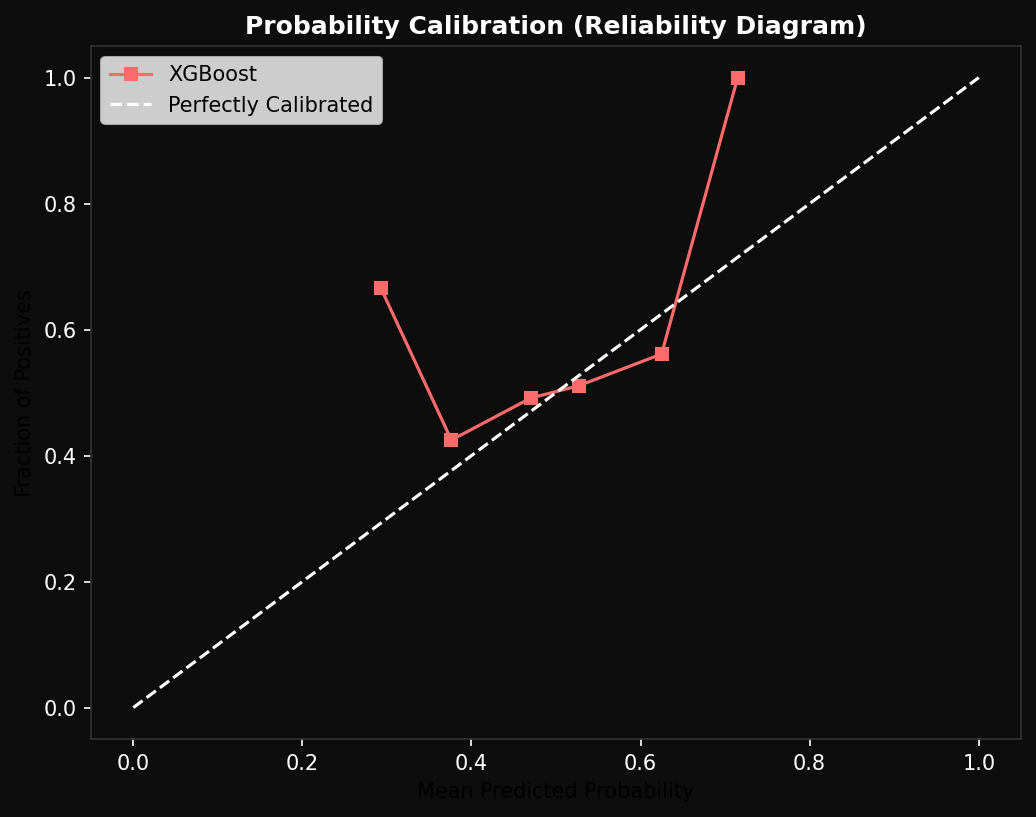 Probability Calibration (Reliability Diagram)
XGBoost
Perfectly Calibrated
1.0
0.8
0.6
0.4
0.2
0.0
Fraction of Positives
0.0 0.2 0.4 0.6 0.8 1.0
Mean Predicted Probability